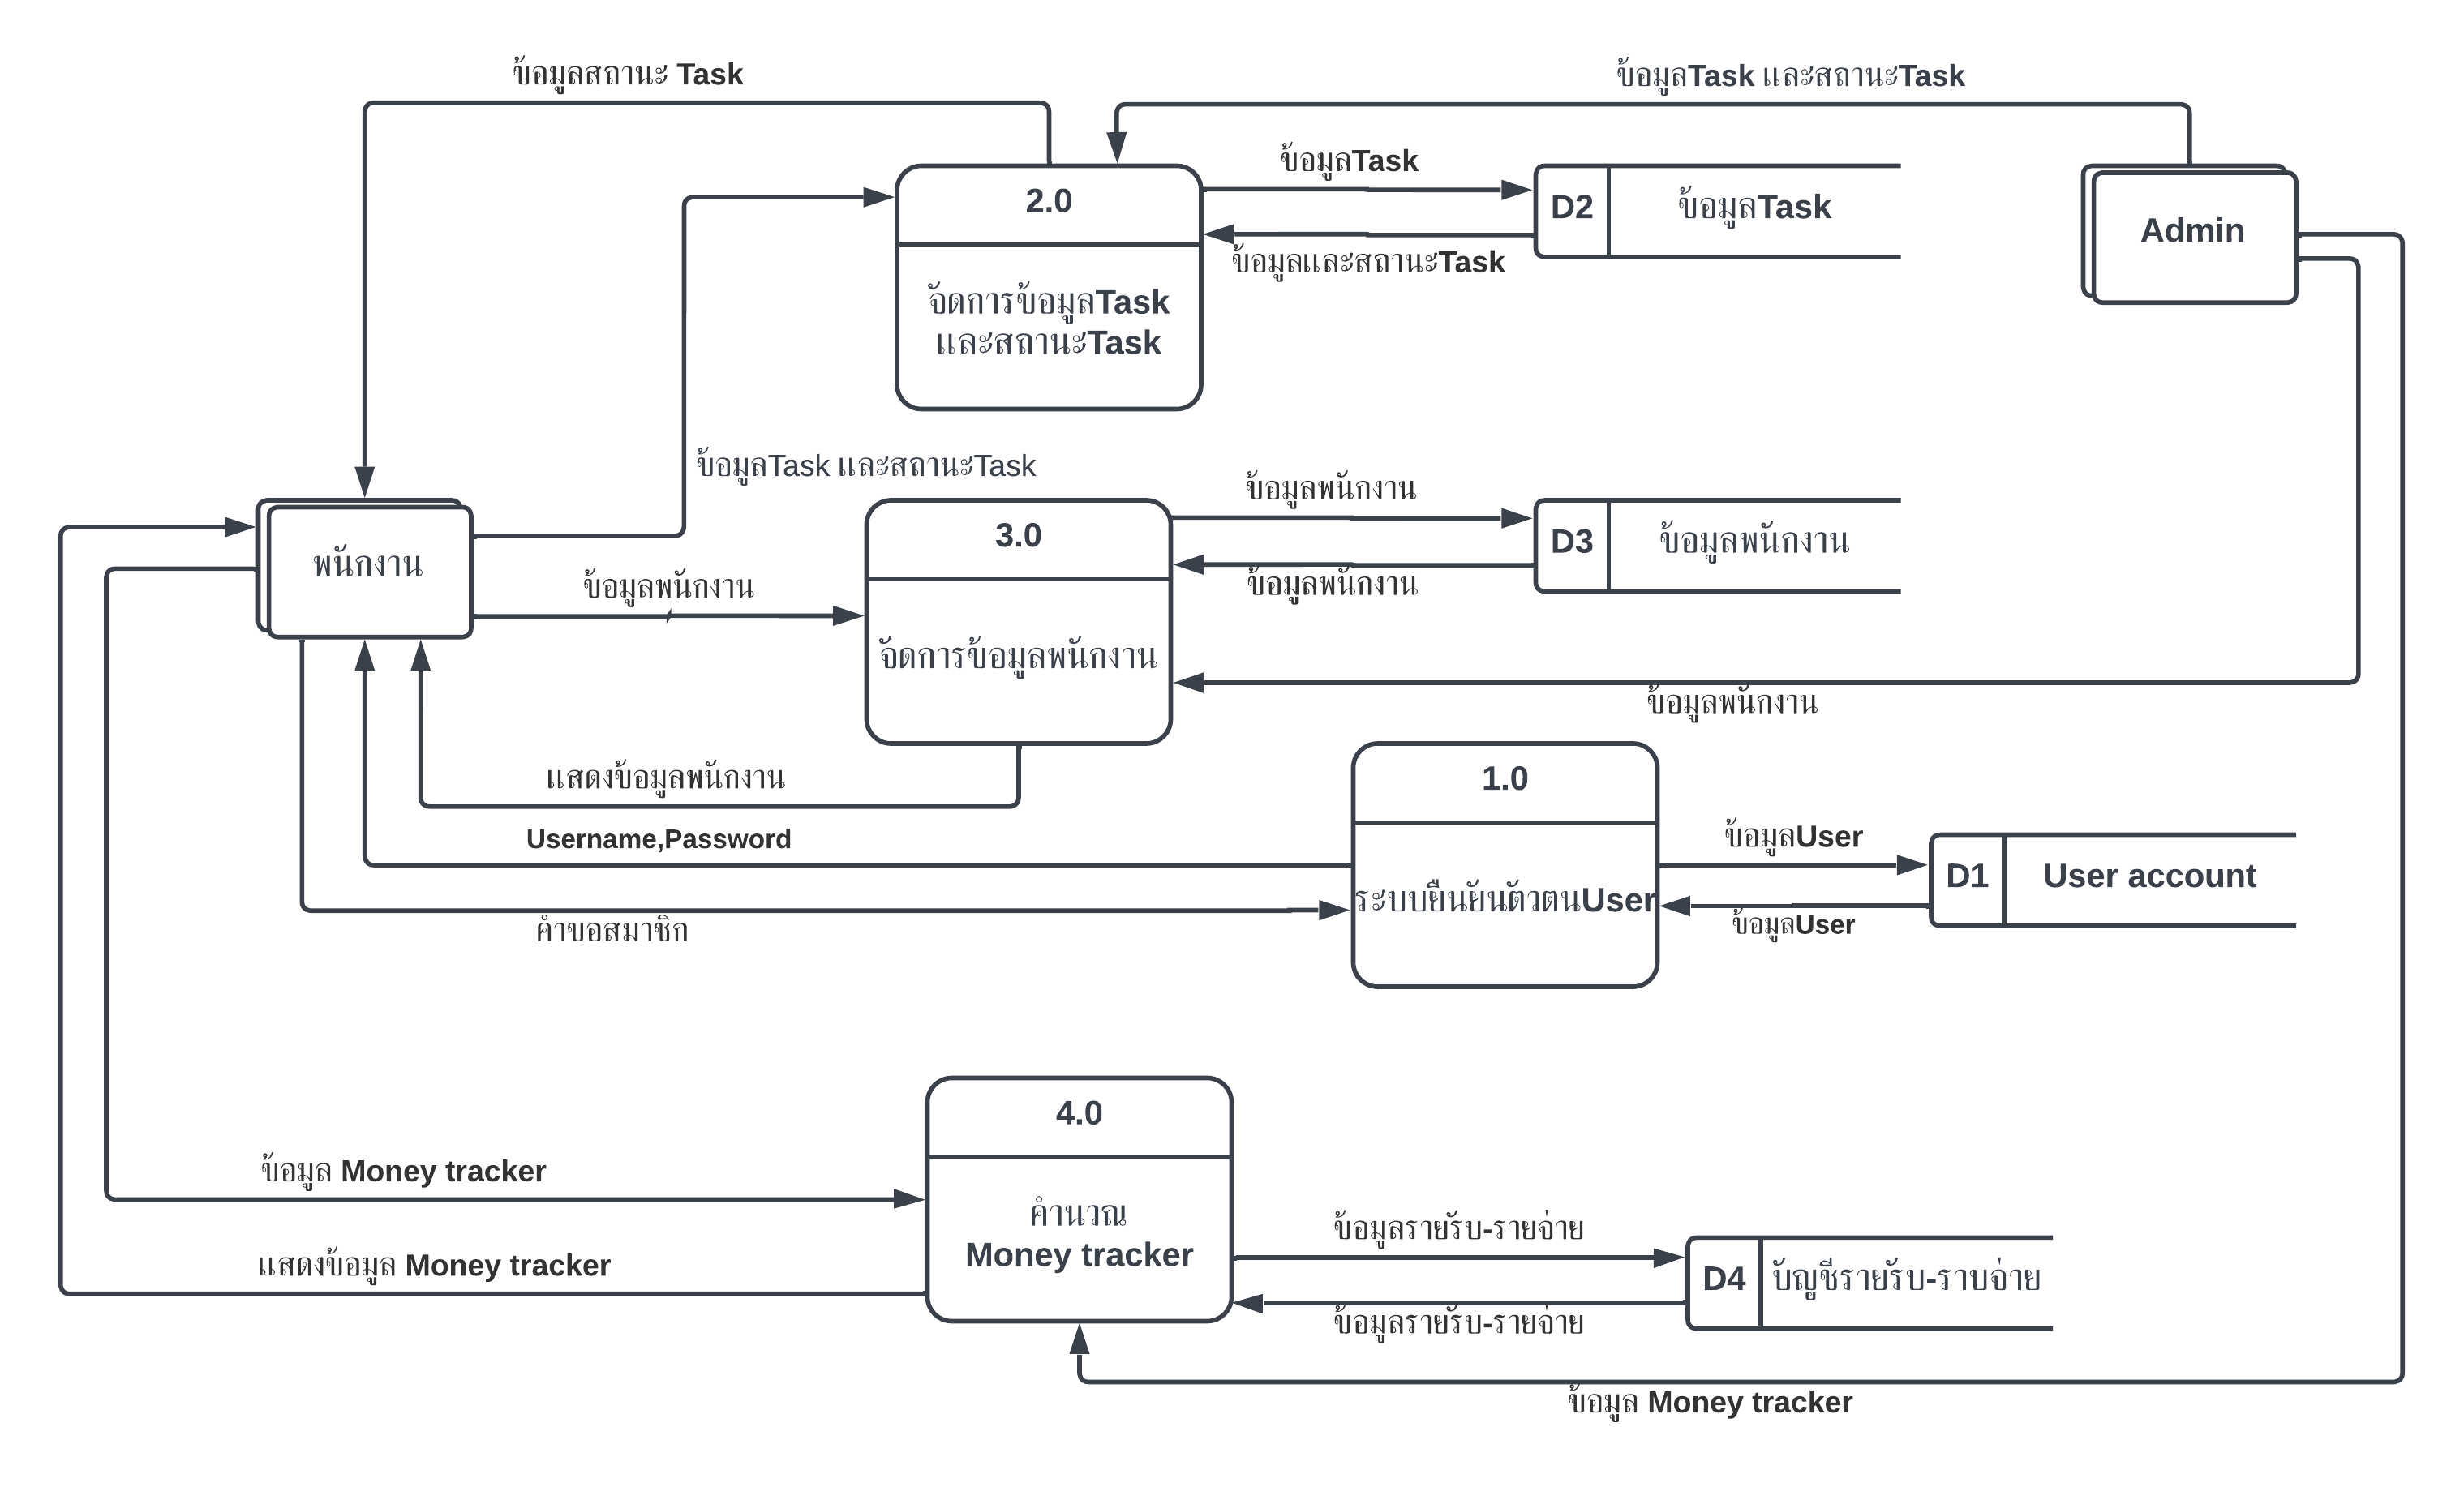 ข้อมูลสถานะ Task
ข้อมูลTask และสถานะTask
ข้อมูลTask
2.0
D2
ข้อมูลTask
Admin
ข้อมูลและสถานะTask
จัดการข้อมูลTask
และสถานะTask
ข้อมูลTask และสถานะTask
ข้อมูลพนักงาน
3.0
D3
ข้อมูลพนักงาน
พนักงาน
ข้อมูลพนักงาน
ข้อมูลพนักงาน
จัดการข้อมูลพนักงาน
ข้อมูลพนักงาน
แสดงข้อมูลพนักงาน
1.0
Username,Password
ข้อมูลUser
D1
User account
ระบบยืนยันตัวตนUser
ข้อมูลUser
คำขอสมาชิก
4.0
ข้อมูล Money tracker
คำนวณ
Money tracker
ข้อมูลรายรับ-รายจ่าย
แสดงข้อมูล Money tracker
D4
บัญชีรายรับ-ราบจ่าย
ข้อมูลรายรับ-รายจ่าย
ข้อมูล Money tracker